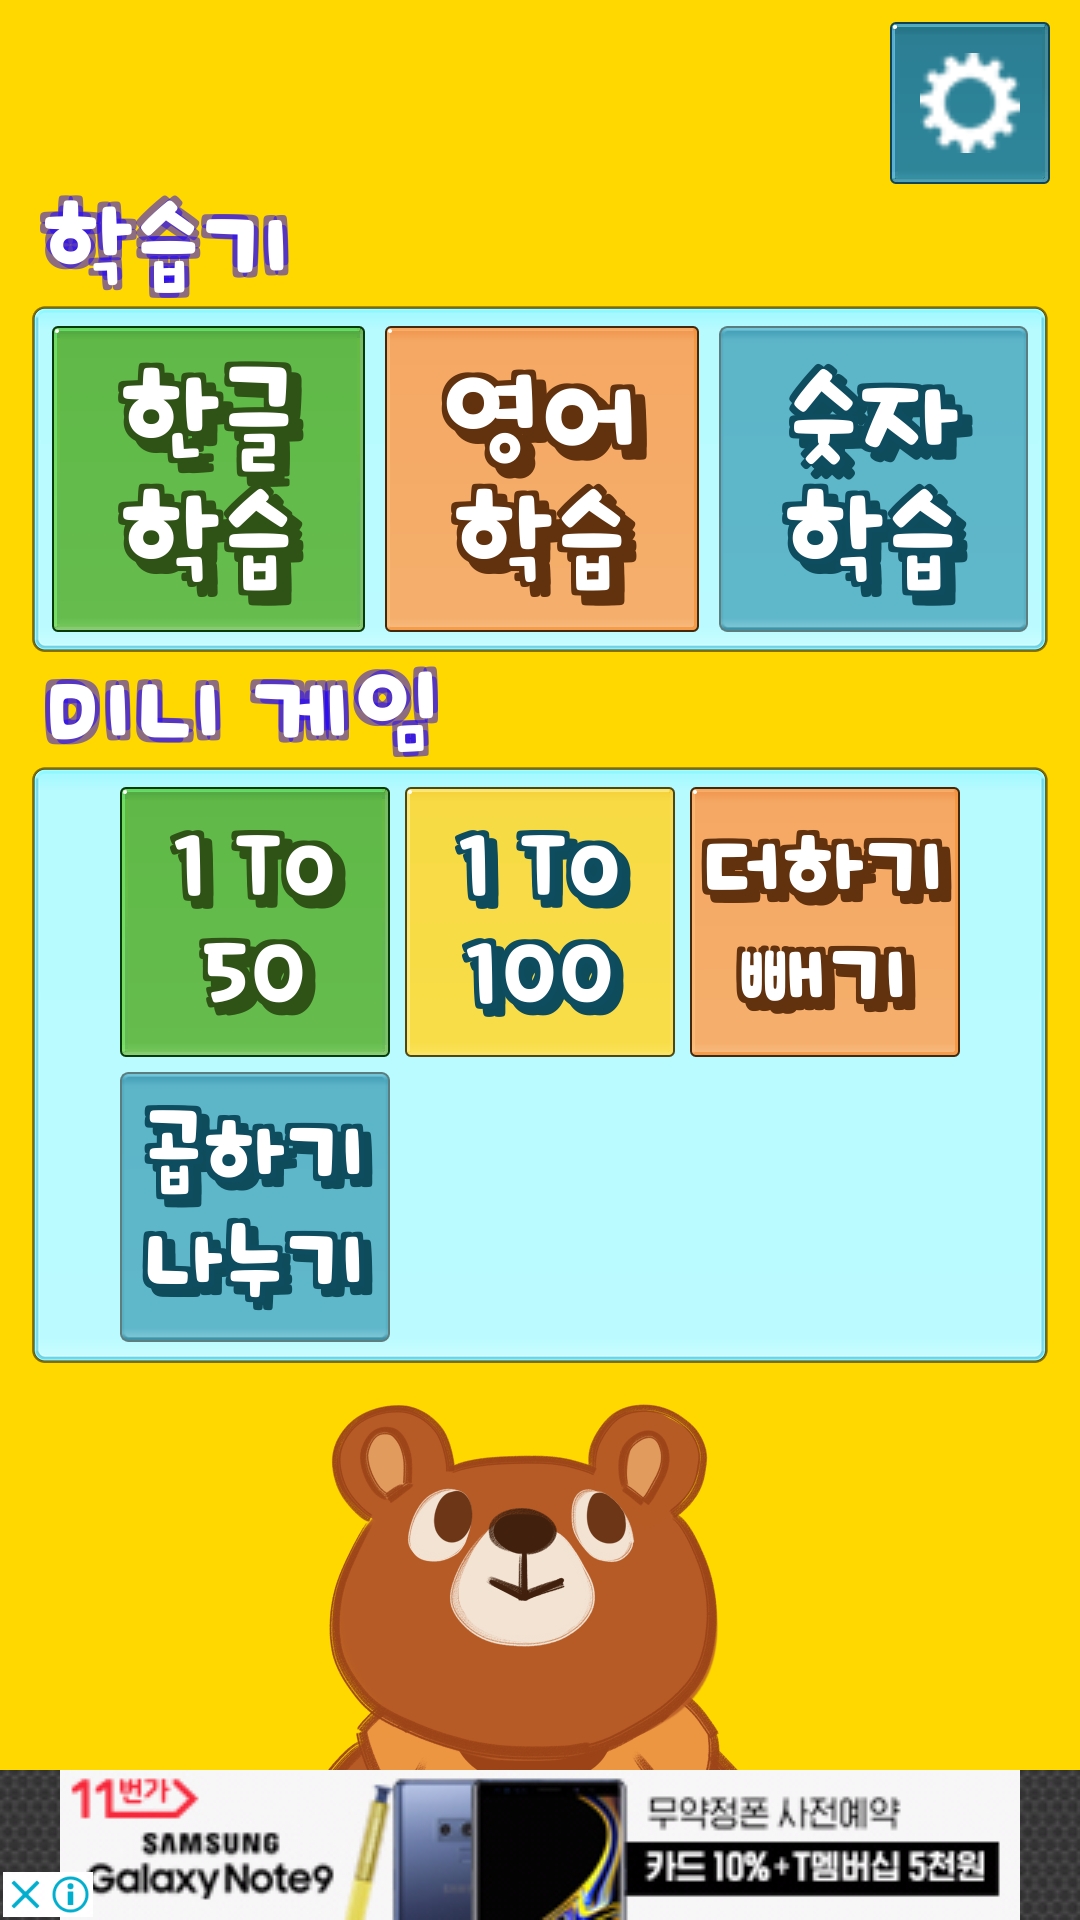 학습기
한글
학습
영어
학습
숫자
학습
미니 게임
1 To
50
1 To
100
더하기
빼기
곱하기
나누기
11번가
SAMSUNG
Galaxy Note9
무약정폰 사전예약
카드 10%+T멤버십 5천원